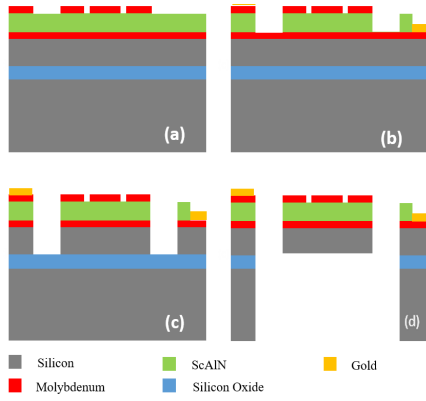 (a)
(b)
(c)
(d)
Silicon
ScAlN
Gold
Molybdenum
Silicon Oxide